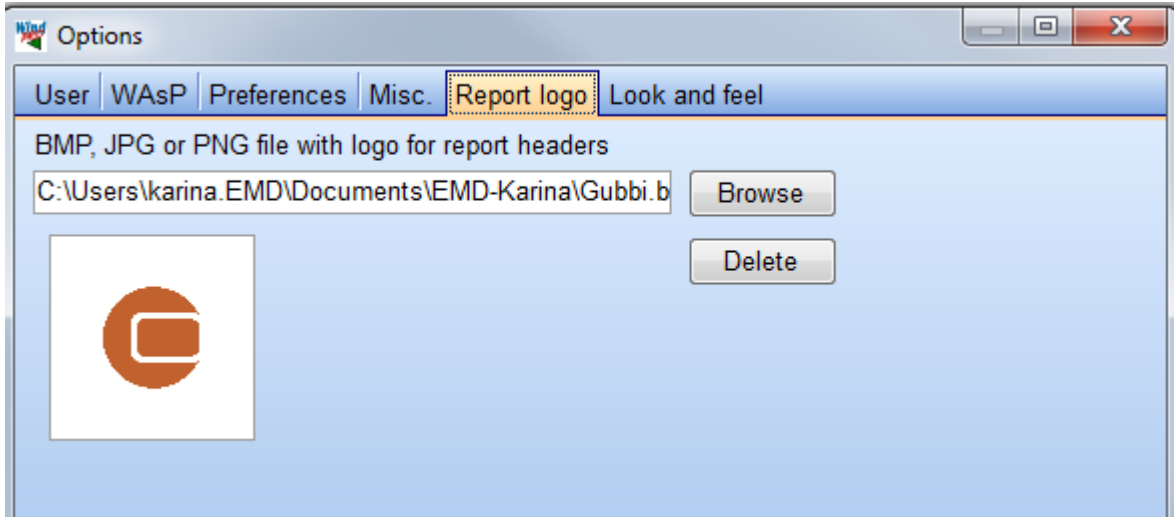 Wind
Options
User WAsP Preferences Misc. Report logo Look and feel
BMP, JPG or PNG file with logo for report headers
C:\Users\karina.EMD\Documents\EMD-Karina\Gubbi.b Browse
Delete